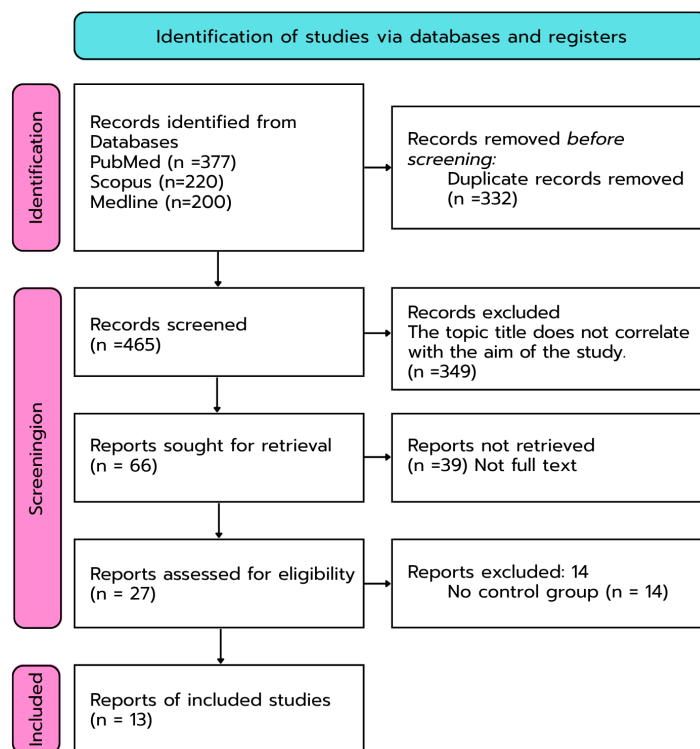 Identification of studies via databases and registers
Identification
Records identified from
Databases
PubMed (n =377)
Scopus (n=220)
Medline (n=200)
Records removed before
screening:
Duplicate records removed
(n =332)
Screeningion
Records screened
(n =465)
Records excluded
The topic title does not correlate
with the aim of the study.
(n =349)
Reports sought for retrieval
(n = 66)
Reports not retrieved
(n =39) Not full text
Reports assessed for eligibility
(n = 27)
Reports excluded: 14
No control group (n = 14)
Included
Reports of included studies
(n = 13)